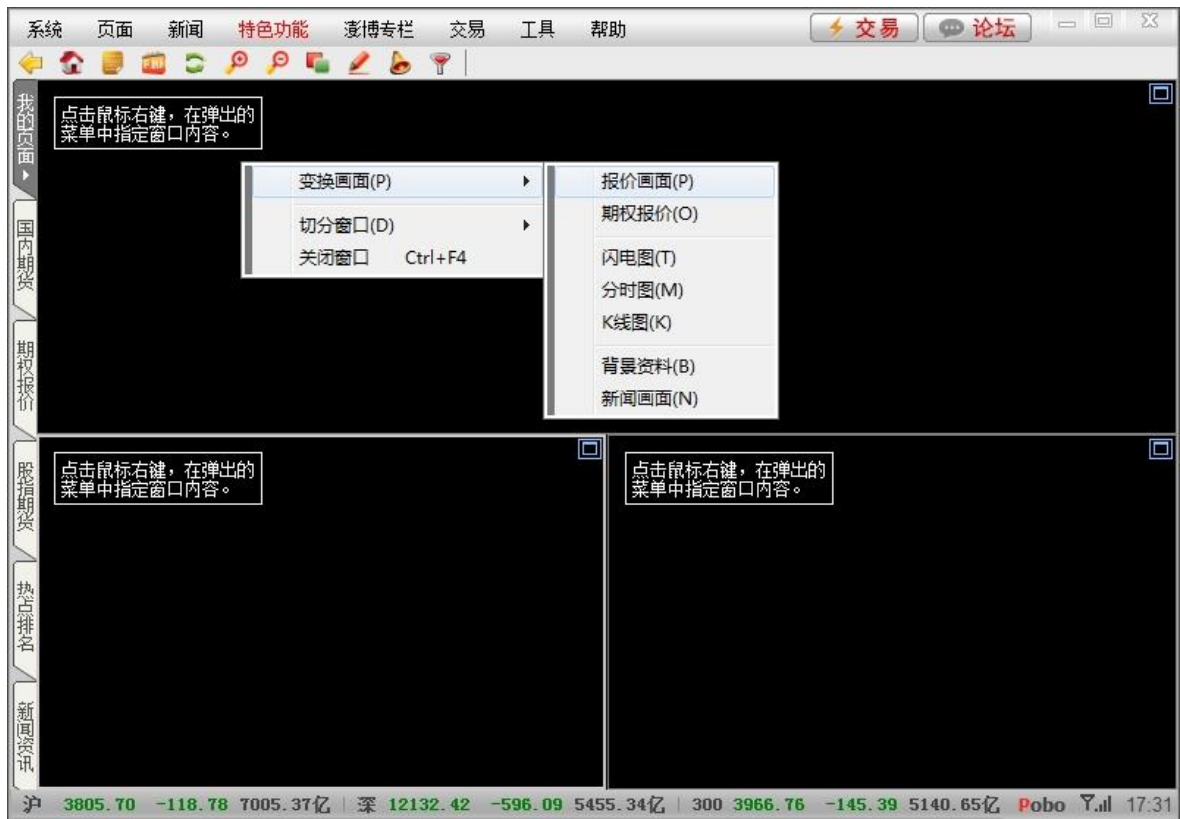 系统 页面 新闻 特色功能 澎博专栏 交易 工具 帮助 交易 论坛
我的页面
点击鼠标右键，在弹出的
菜单中指定窗口内容。
变换画面(P)
切分窗口(D)
关闭窗口 Ctrl+F4
报价画面(P)
期权报价(O)
闪电图(T)
分时图(M)
K线图(K)
背景资料(B)
新闻画面(N)
国内期货
期权报价
股指期货
热点排名
新闻资讯
点击鼠标右键，在弹出的
菜单中指定窗口内容。
点击鼠标右键，在弹出的
菜单中指定窗口内容。
沪 3805.70 -118.78 7005.37亿 深 12132.42 -596.09 5455.34亿 300 3966.76 -145.39 5140.65亿 Pobo 17:31